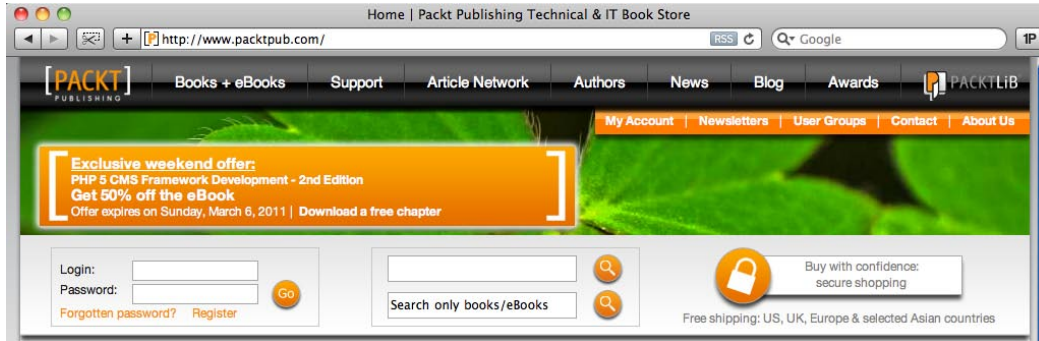 Home | Packt Publishing Technical & IT Book Store
http://www.packtpub.com/ RSS Google 1P
[PACKT] PUBLISHING Books + eBooks Support Article Network Authors News Blog Awards PACKTLiB
My Account | Newsletters | User Groups | Contact | About Us
Exclusive weekend offer:
PHP 5 CMS Framework Development - 2nd Edition
Get 50% off the eBook
Offer expires on Sunday, March 6, 2011 | Download a free chapter
Login:
Password:
Go
Forgotten password? Register
Search only books/eBooks
Buy with confidence:
secure shopping
Free shipping: US, UK, Europe & selected Asian countries